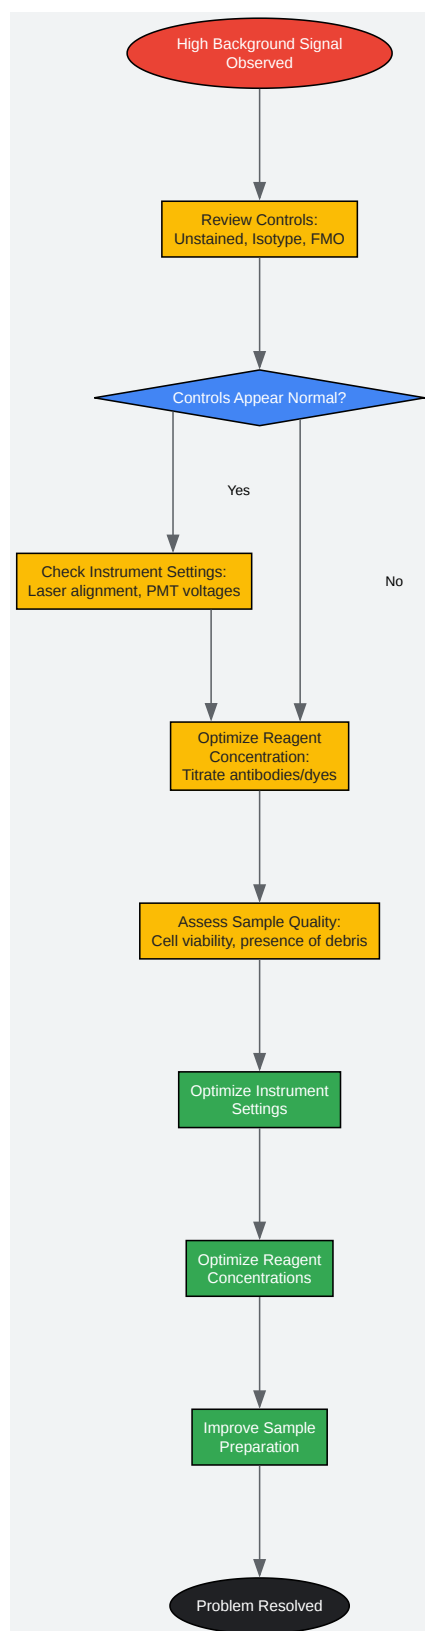 High Background Signal
Observed
Review Controls:
Unstained, Isotype, FMO
Controls Appear Normal?
Yes
Check Instrument Settings:
Laser alignment, PMT voltages
No
Optimize Reagent
Concentration:
Titrate antibodies/dyes
Assess Sample Quality:
Cell viability, presence of debris
Optimize Instrument
Settings
Optimize Reagent
Concentrations
Improve Sample
Preparation
Problem Resolved